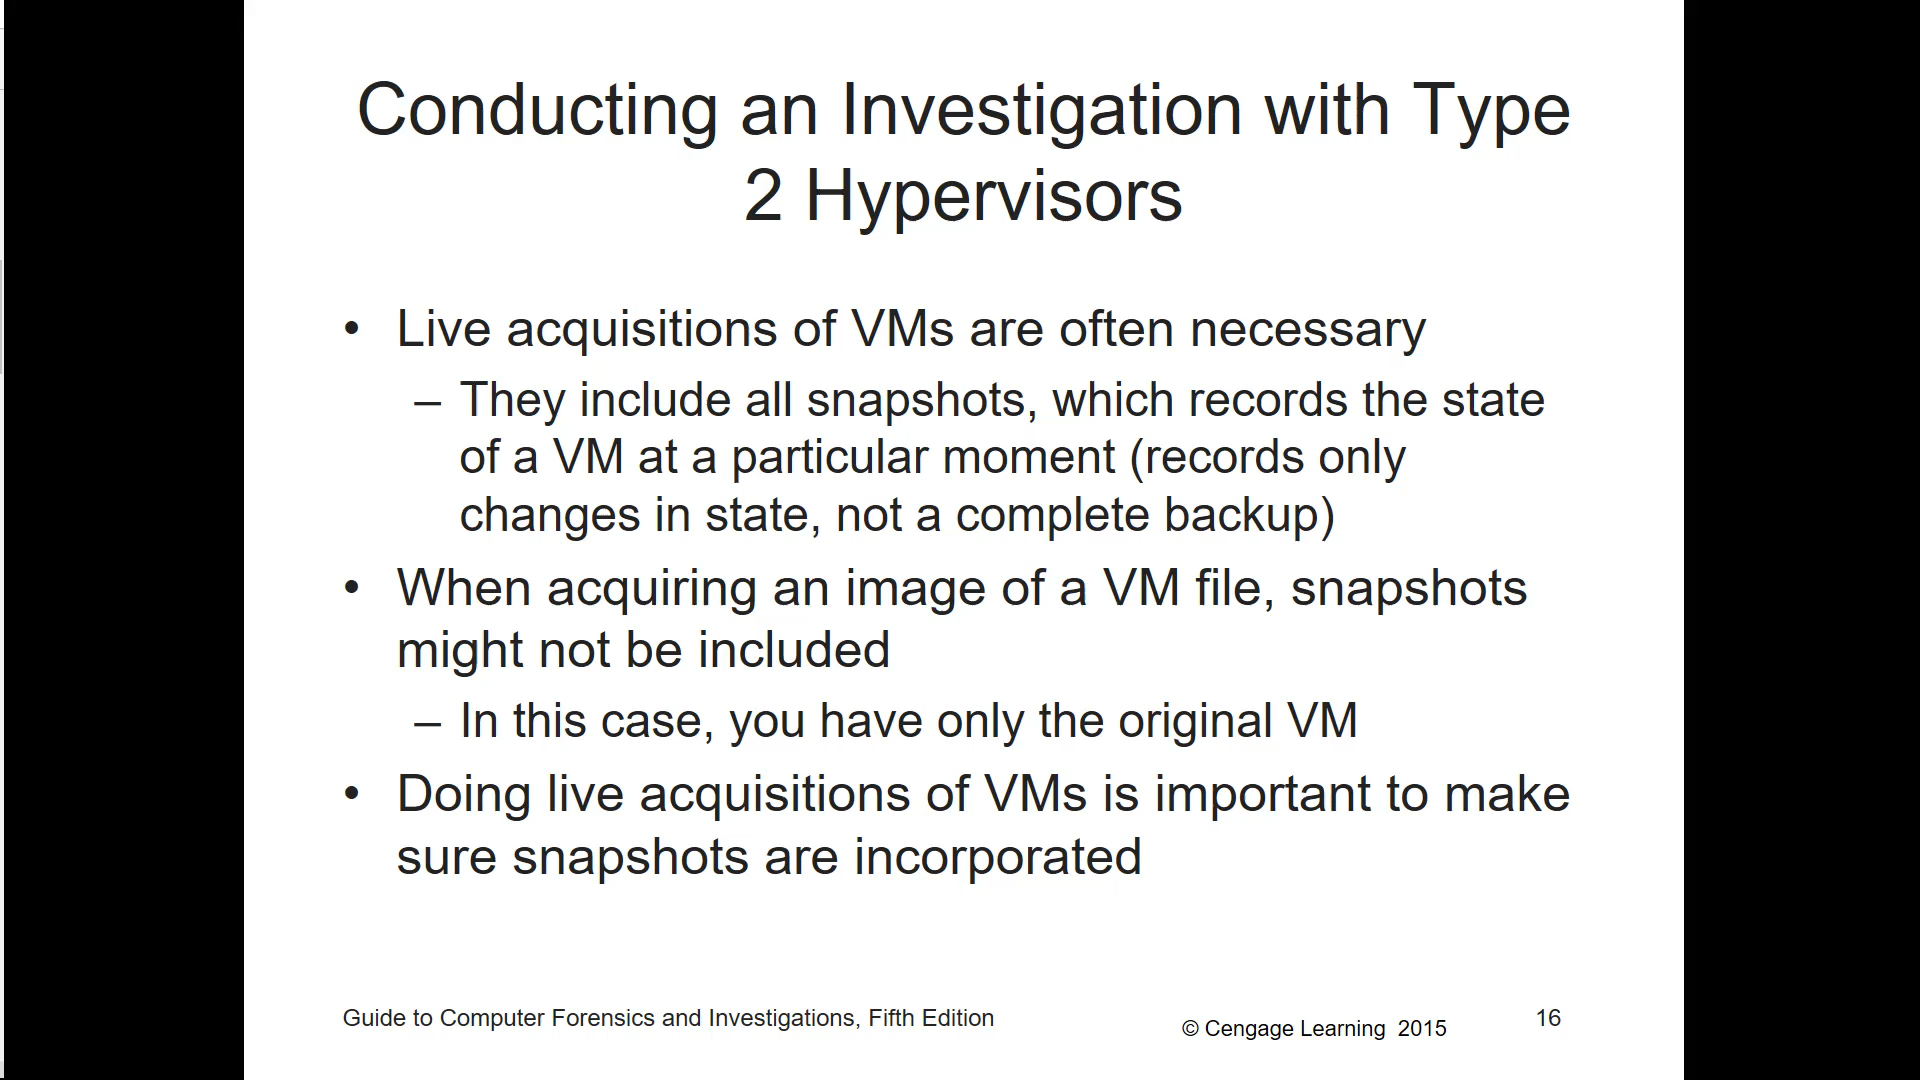 Conducting an Investigation with Type
2 Hypervisors
• Live acquisitions of VMs are often necessary
– They include all snapshots, which records the state
of a VM at a particular moment (records only
changes in state, not a complete backup)
• When acquiring an image of a VM file, snapshots
might not be included
– In this case, you have only the original VM
• Doing live acquisitions of VMs is important to make
sure snapshots are incorporated
Guide to Computer Forensics and Investigations, Fifth Edition
© Cengage Learning 2015
16